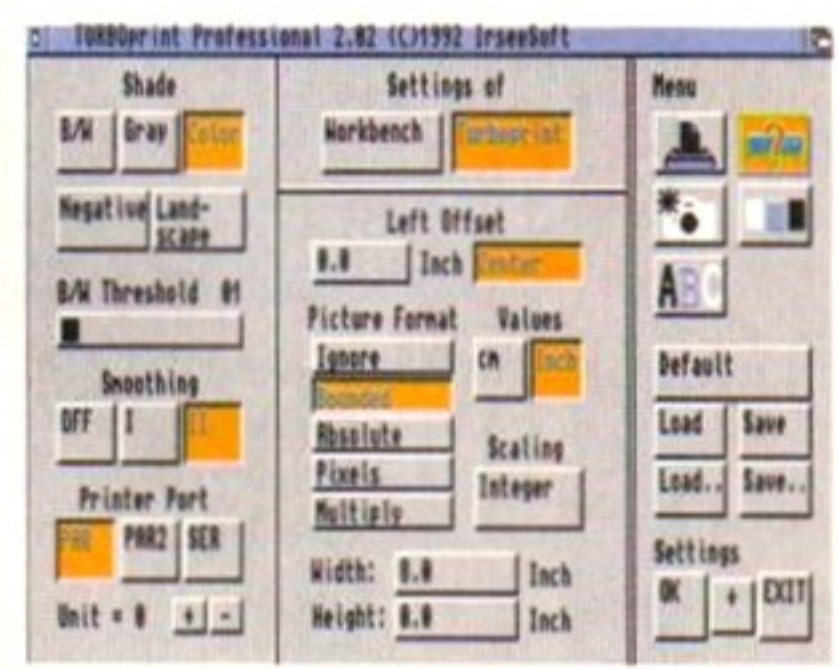 TURBOprint Professional 2.02 (C)1992 IrseeSoft
Shade
B/W Gray Color
Negative Land-
scape
B/W Threshold 01
Smoothing
OFF I II
Printer Port
PAR PAR2 SER
Unit = 0 + -
Settings of
Workbench Turboprint
Left Offset
0.0 Inch Center
Picture Format Values
Ignore
CM Inch
Bounded
Absolute
Pixels
Multiply
Scaling
Integer
Width: 0.0 Inch
Height: 0.0 Inch
Menu
ABC
Default
Load Save
Load.. Save..
Settings
OK + EXIT